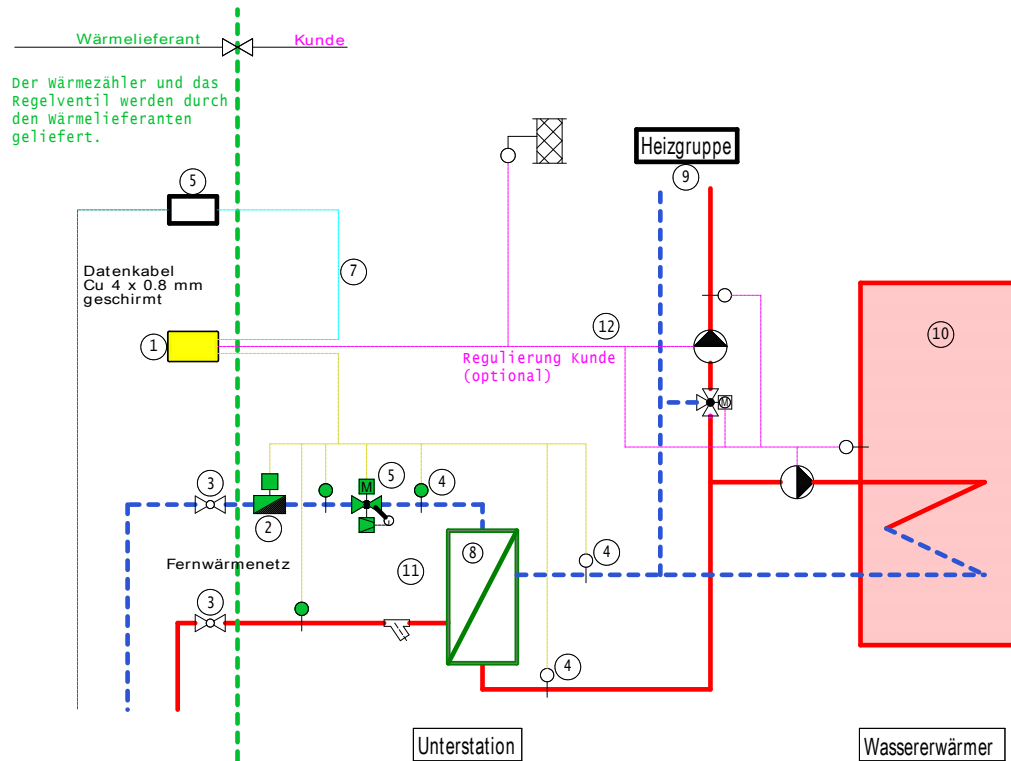 Wärmelieferant
Kunde
Der Wärmezähler und das
Regelventil werden durch
den Wärmelieferanten
geliefert.
Heizgruppe
9
5
Datenkabel
Cu 4 x 0.8 mm
geschirmt
7
1
12
10
Regulierung Kunde
(optional)
M
3
2
5
M
4
8
4
11
Fernwärmenetz
3
4
Unterstation
Wassererwärmer